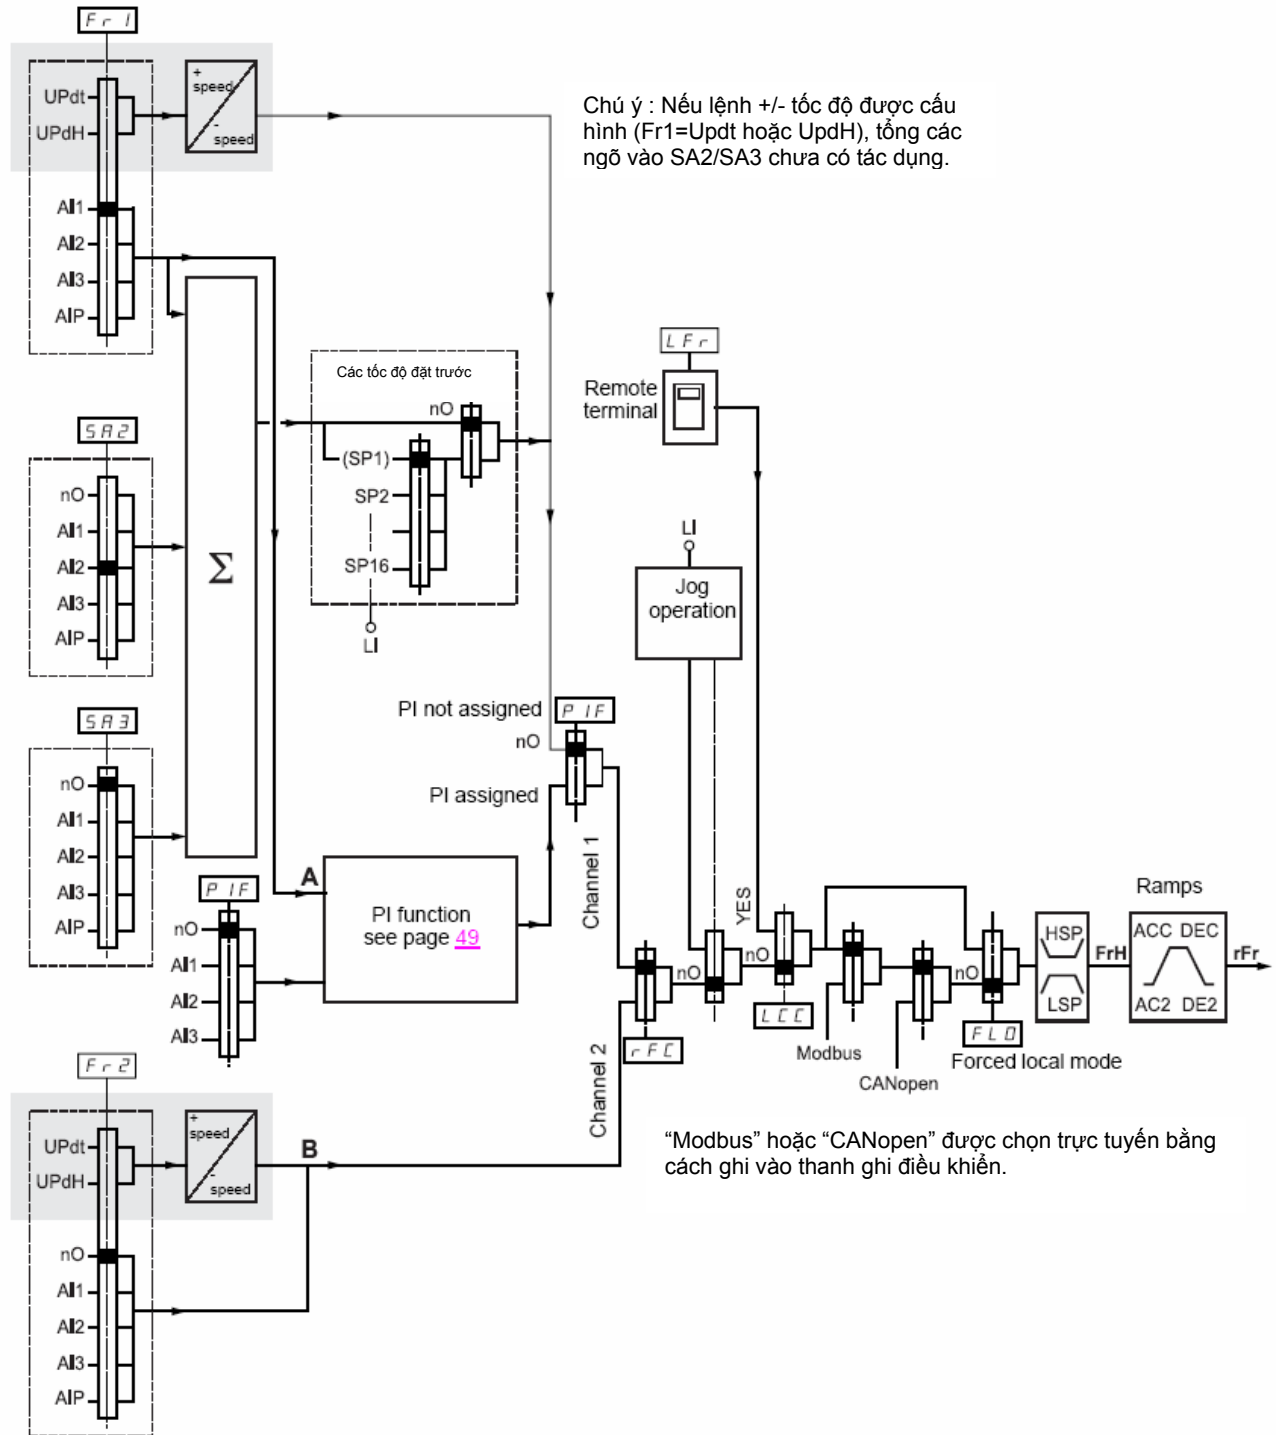 Fr1
UPdt
UPdH
+
speed
-
speed
Chú ý : Nếu lệnh +/- tốc độ được cấu
hình (Fr1=Updt hoặc UpdH), tổng các
ngõ vào SA2/SA3 chưa có tác dụng.
AI1
AI2
AI3
AIP
Các tốc độ đặt trước
nO
(SP1)
SP2
SP16
LI
LFr
Remote
terminal
SA2
nO
AI1
AI2
AI3
AIP
Σ
LI
Jog
operation
SA3
nO
AI1
AI2
AI3
AIP
PI not assigned
PIF
nO
PI assigned
Channel 1
PIF
nO
AI1
AI2
AI3
A
PI function
see page 49
Channel 2
rFC
nO
YES
nO
LCC
Modbus
CANopen
nO
FLO
Forced local mode
HSP
LSP
FrH
Ramps
ACC DEC
AC2 DE2
rFr
Fr2
UPdt
UPdH
+
speed
-
speed
B
nO
AI1
AI2
AI3
AIP
“Modbus” hoặc “CANopen” được chọn trực tuyến bằng
cách ghi vào thanh ghi điều khiển.